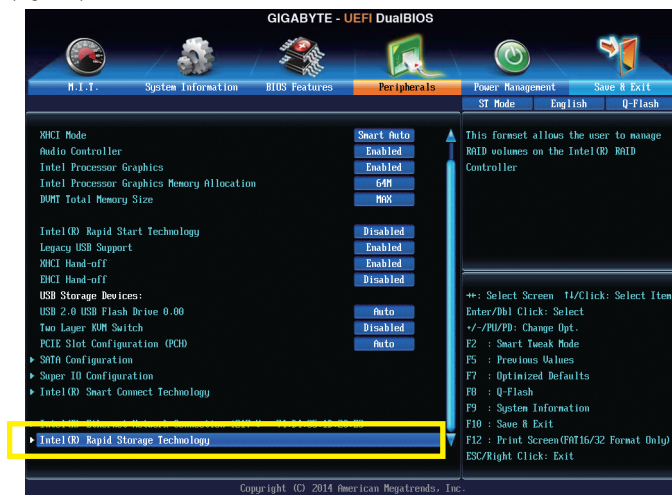 GIGABYTE - UEFI DualBIOS
M.I.T. System Information BIOS Features Peripherals Power Management Save & Exit
ST Mode English Q-Flash
XHCI Mode Smart Auto
Audio Controller Enabled
Intel Processor Graphics Enabled
Intel Processor Graphics Memory Allocation 64M
DVMT Total Memory Size MAX
Intel(R) Rapid Start Technology Disabled
Legacy USB Support Enabled
XHCI Hand-off Enabled
EHCI Hand-off Disabled
USB Storage Devices:
USB 2.0 USB Flash Drive 0.00 Auto
Two Layer KVM Switch Disabled
PCIE Slot Configuration (PCH) Auto
SATA Configuration
Super IO Configuration
Intel(R) Smart Connect Technology
Intel(R) Ethernet Network Connection
Intel(R) Rapid Storage Technology
This formset allows the user to manage
RAID volumes on the Intel(R) RAID
Controller
→←: Select Screen ↑↓/Click: Select Item
Enter/Dbl Click: Select
+/-/PU/PD: Change Opt.
F2 : Smart Tweak Mode
F5 : Previous Values
F7 : Optimized Defaults
F8 : Q-Flash
F9 : System Information
F10 : Save & Exit
F12 : Print Screen(FAT16/32 Format Only)
ESC/Right Click: Exit
Copyright (C) 2014 American Megatrends, Inc.